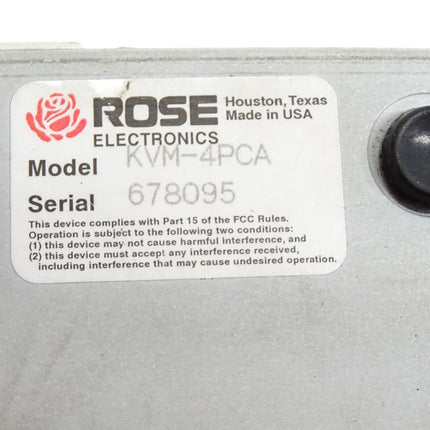 ROSE
ELECTRONICS
Houston, Texas
Made in USA
Model KVM-4PCA
Serial 678095
This device complies with Part 15 of the FCC Rules.
Operation is subject to the following two conditions:
(1) this device may not cause harmful interference, and
(2) this device must accept any interference received,
including interference that may cause undesired operation.